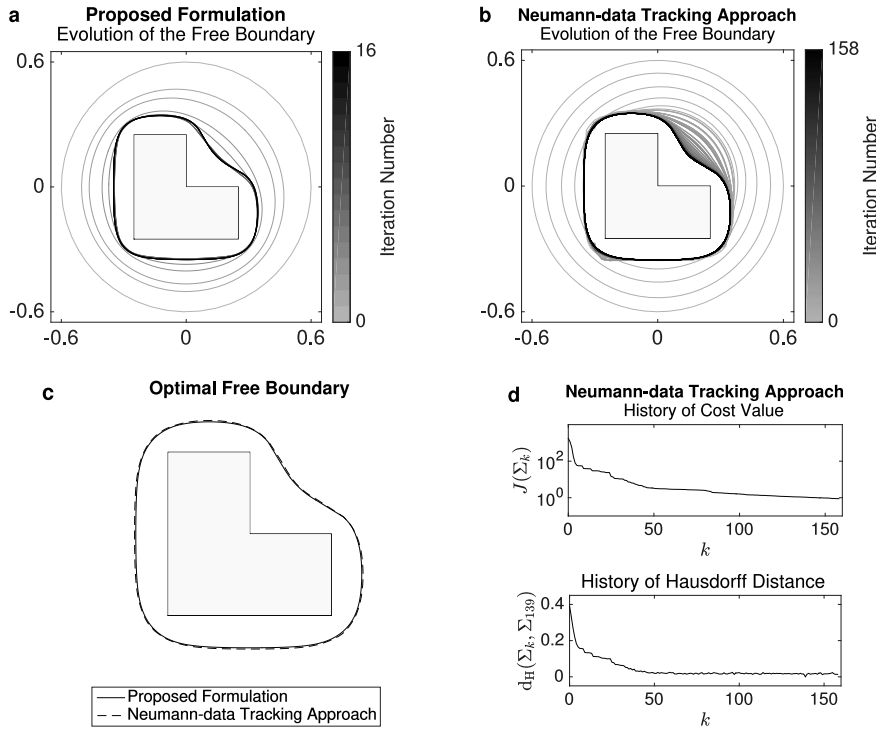 a
Proposed Formulation
Evolution of the Free Boundary
0.6
0
-0.6
-0.6
0
0.6
16
0
Iteration Number
b
Neumann-data Tracking Approach
Evolution of the Free Boundary
0.6
0
-0.6
-0.6
0
0.6
158
0
Iteration Number
c
Optimal Free Boundary
Proposed Formulation
Neumann-data Tracking Approach
d
Neumann-data Tracking Approach
History of Cost Value
J(Σₖ)
10²
10⁰
0
50
100
150
k
History of Hausdorff Distance
d_H(Σₖ, Σ₁₃₉)
0.4
0.2
0
0
50
100
150
k